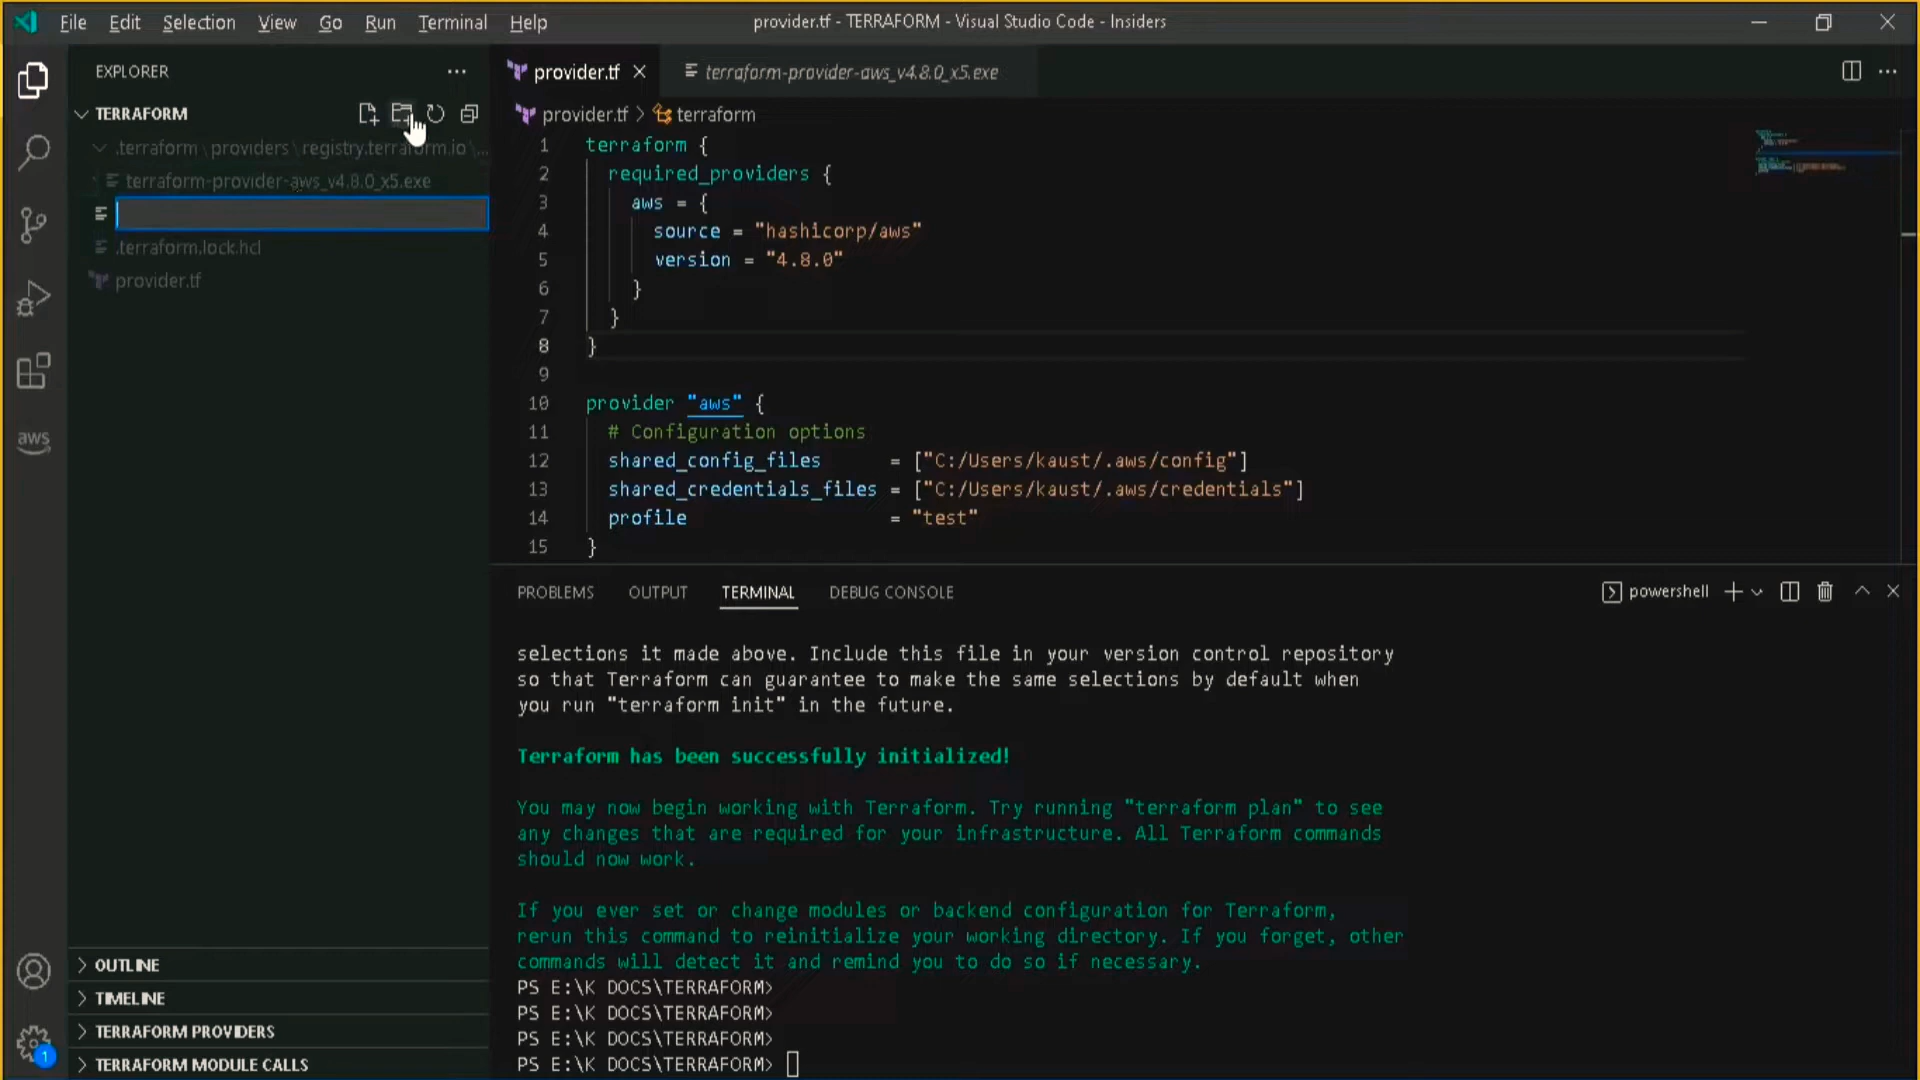 File Edit Selection View Go Run Terminal Help
provider.tf - TERRAFORM - Visual Studio Code - Insiders
EXPLORER
TERRAFORM
.terraform \ providers \ registry.terraform.io \ ...
terraform-provider-aws_v4.8.0_x5.exe
.terraform.lock.hcl
provider.tf
aws
OUTLINE
TIMELINE
TERRAFORM PROVIDERS
TERRAFORM MODULE CALLS
1
provider.tf
terraform-provider-aws_v4.8.0_x5.exe
provider.tf > terraform
1 terraform {
2 required_providers {
3 aws = {
4 source = "hashicorp/aws"
5 version = "4.8.0"
6 }
7 }
8 }
9
10 provider "aws" {
11 # Configuration options
12 shared_config_files = ["C:/Users/kaust/.aws/config"]
13 shared_credentials_files = ["C:/Users/kaust/.aws/credentials"]
14 profile = "test"
15 }
PROBLEMS OUTPUT TERMINAL DEBUG CONSOLE
powershell
selections it made above. Include this file in your version control repository
so that Terraform can guarantee to make the same selections by default when
you run "terraform init" in the future.
Terraform has been successfully initialized!
You may now begin working with Terraform. Try running "terraform plan" to see
any changes that are required for your infrastructure. All Terraform commands
should now work.
If you ever set or change modules or backend configuration for Terraform,
rerun this command to reinitialize your working directory. If you forget, other
commands will detect it and remind you to do so if necessary.
PS E:\K DOCS\TERRAFORM>
PS E:\K DOCS\TERRAFORM>
PS E:\K DOCS\TERRAFORM>
PS E:\K DOCS\TERRAFORM>